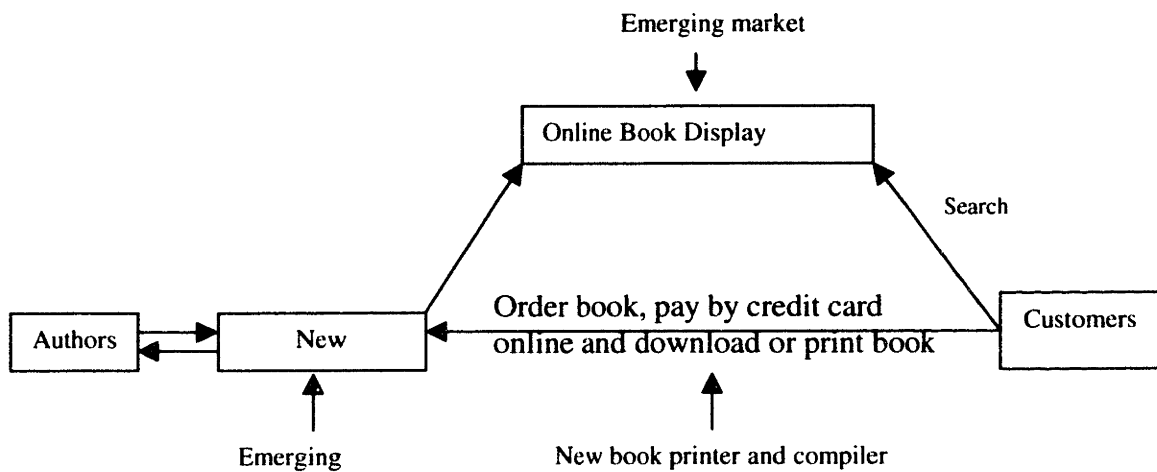 Emerging market
Online Book Display
Search
Order book, pay by credit card
online and download or print book
Customers
Authors
New
Emerging
New book printer and compiler